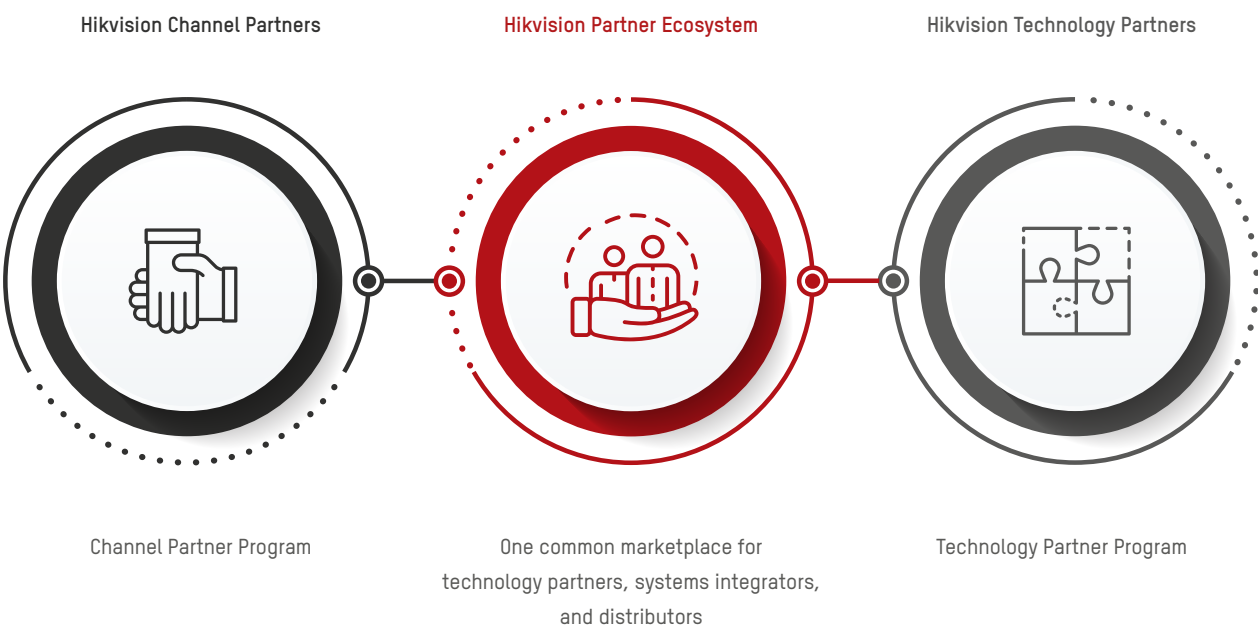 Hikvision Channel Partners
Hikvision Partner Ecosystem
Hikvision Technology Partners
Channel Partner Program
One common marketplace for
technology partners, systems integrators,
and distributors
Technology Partner Program